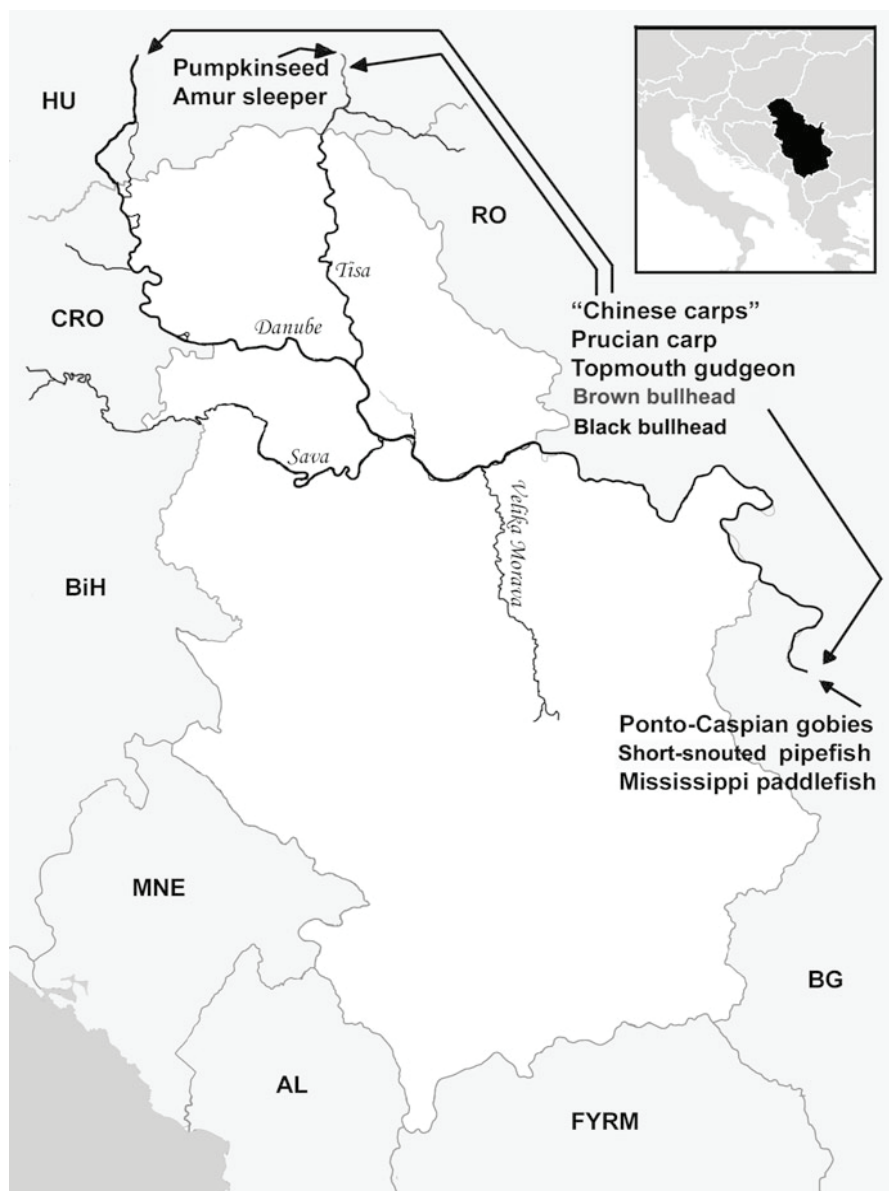 Pumpkinseed
Amur sleeper
HU
RO
Tisa
"Chinese carps"
CRO
Danube
Prucian carp
Topmouth gudgeon
Brown bullhead
Black bullhead
Sava
Velika Morava
BiH
Ponto-Caspian gobies
Short-snouted pipefish
Mississippi paddlefish
MNE
BG
AL
FYRM